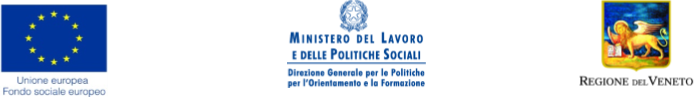 Unione europea
Fondo sociale europeo
MINISTERO DEL LAVORO
E DELLE POLITICHE SOCIALI
Direzione Generale per le Politiche
per l'Orientamento e la Formazione
REGIONE DEL VENETO